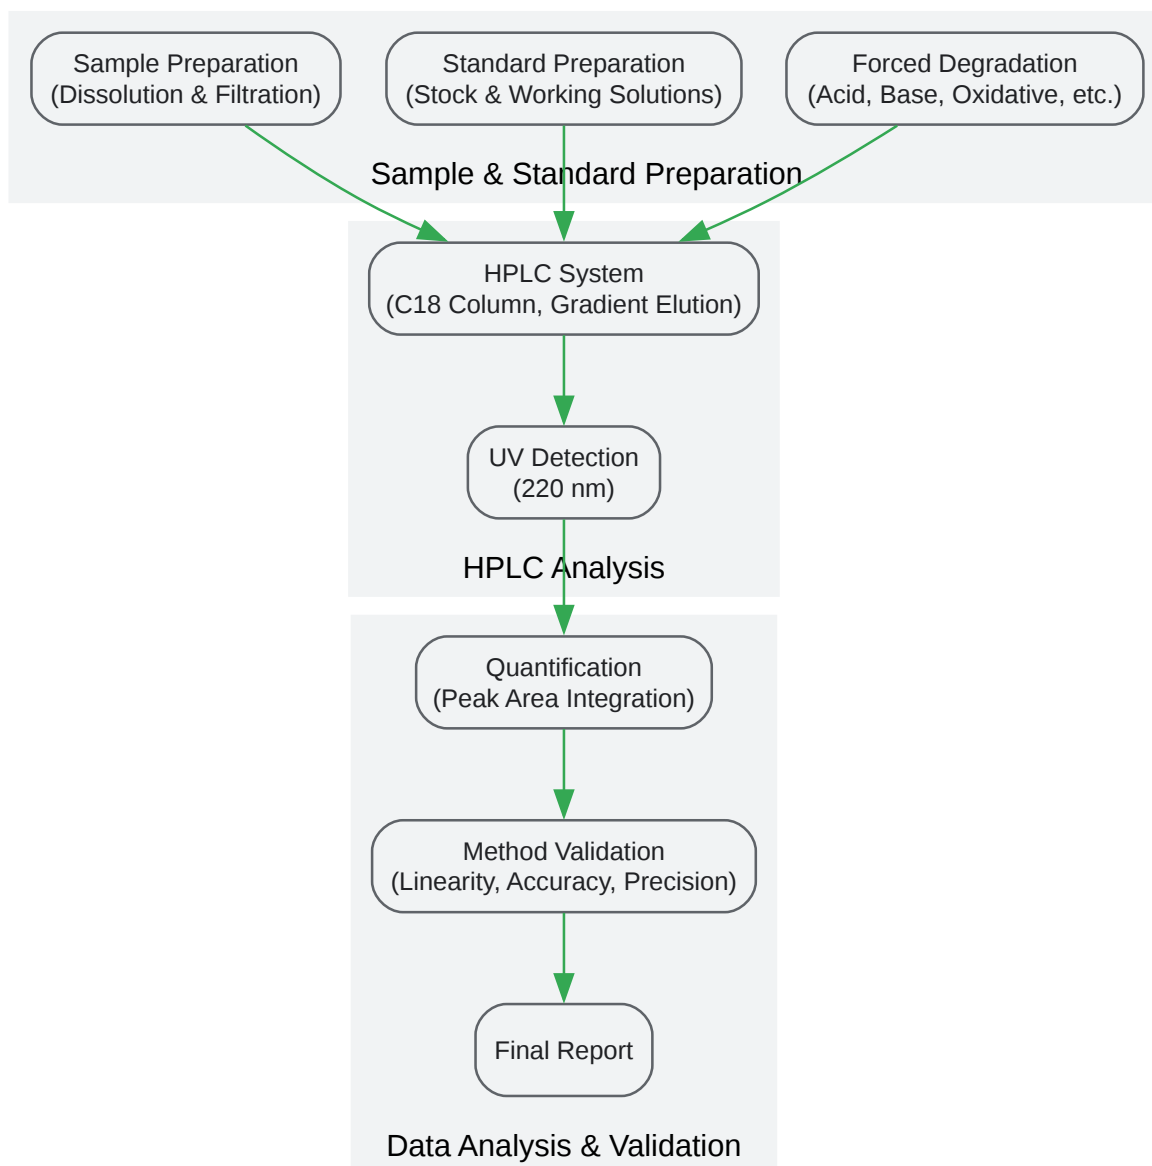 Sample Preparation
(Dissolution & Filtration)
Standard Preparation
(Stock & Working Solutions)
Forced Degradation
(Acid, Base, Oxidative, etc.)
Sample & Standard Preparation
HPLC System
(C18 Column, Gradient Elution)
UV Detection
(220 nm)
HPLC Analysis
Quantification
(Peak Area Integration)
Method Validation
(Linearity, Accuracy, Precision)
Final Report
Data Analysis & Validation